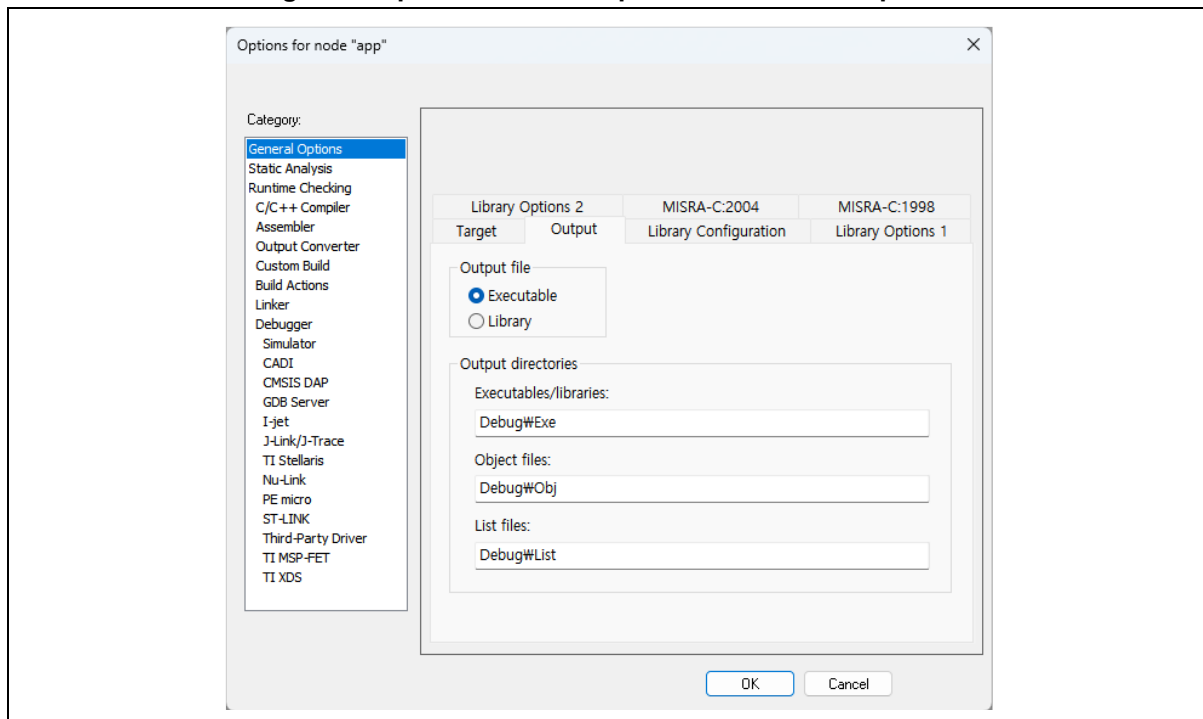 Options for node "app"
Category:
General Options
Static Analysis
Runtime Checking
C/C++ Compiler
Assembler
Output Converter
Custom Build
Build Actions
Linker
Debugger
Simulator
CADI
CMSIS DAP
GDB Server
I-jet
J-Link/J-Trace
TI Stellaris
Nu-Link
PE micro
ST-LINK
Third-Party Driver
TI MSP-FET
TI XDS
Library Options 2 MISRA-C:2004 MISRA-C:1998
Target Output Library Configuration Library Options 1
Output file
Executable
Library
Output directories
Executables/libraries:
Debug₩Exe
Object files:
Debug₩Obj
List files:
Debug₩List
OK Cancel